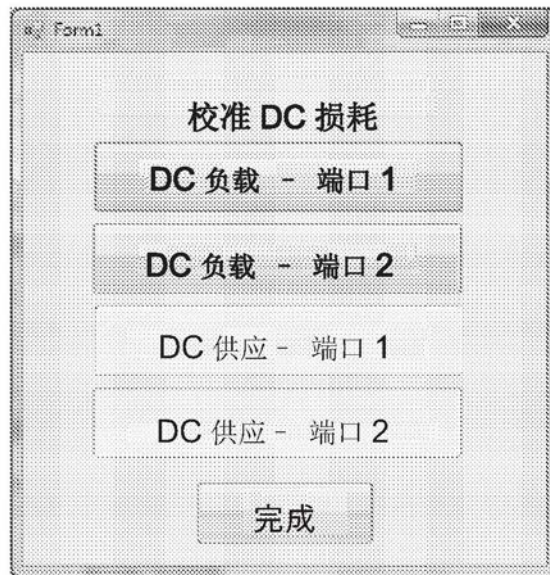 Form1
校准 DC 损耗
DC 负载 - 端口 1
DC 负载 - 端口 2
DC 供应 - 端口 1
DC 供应 - 端口 2
完成